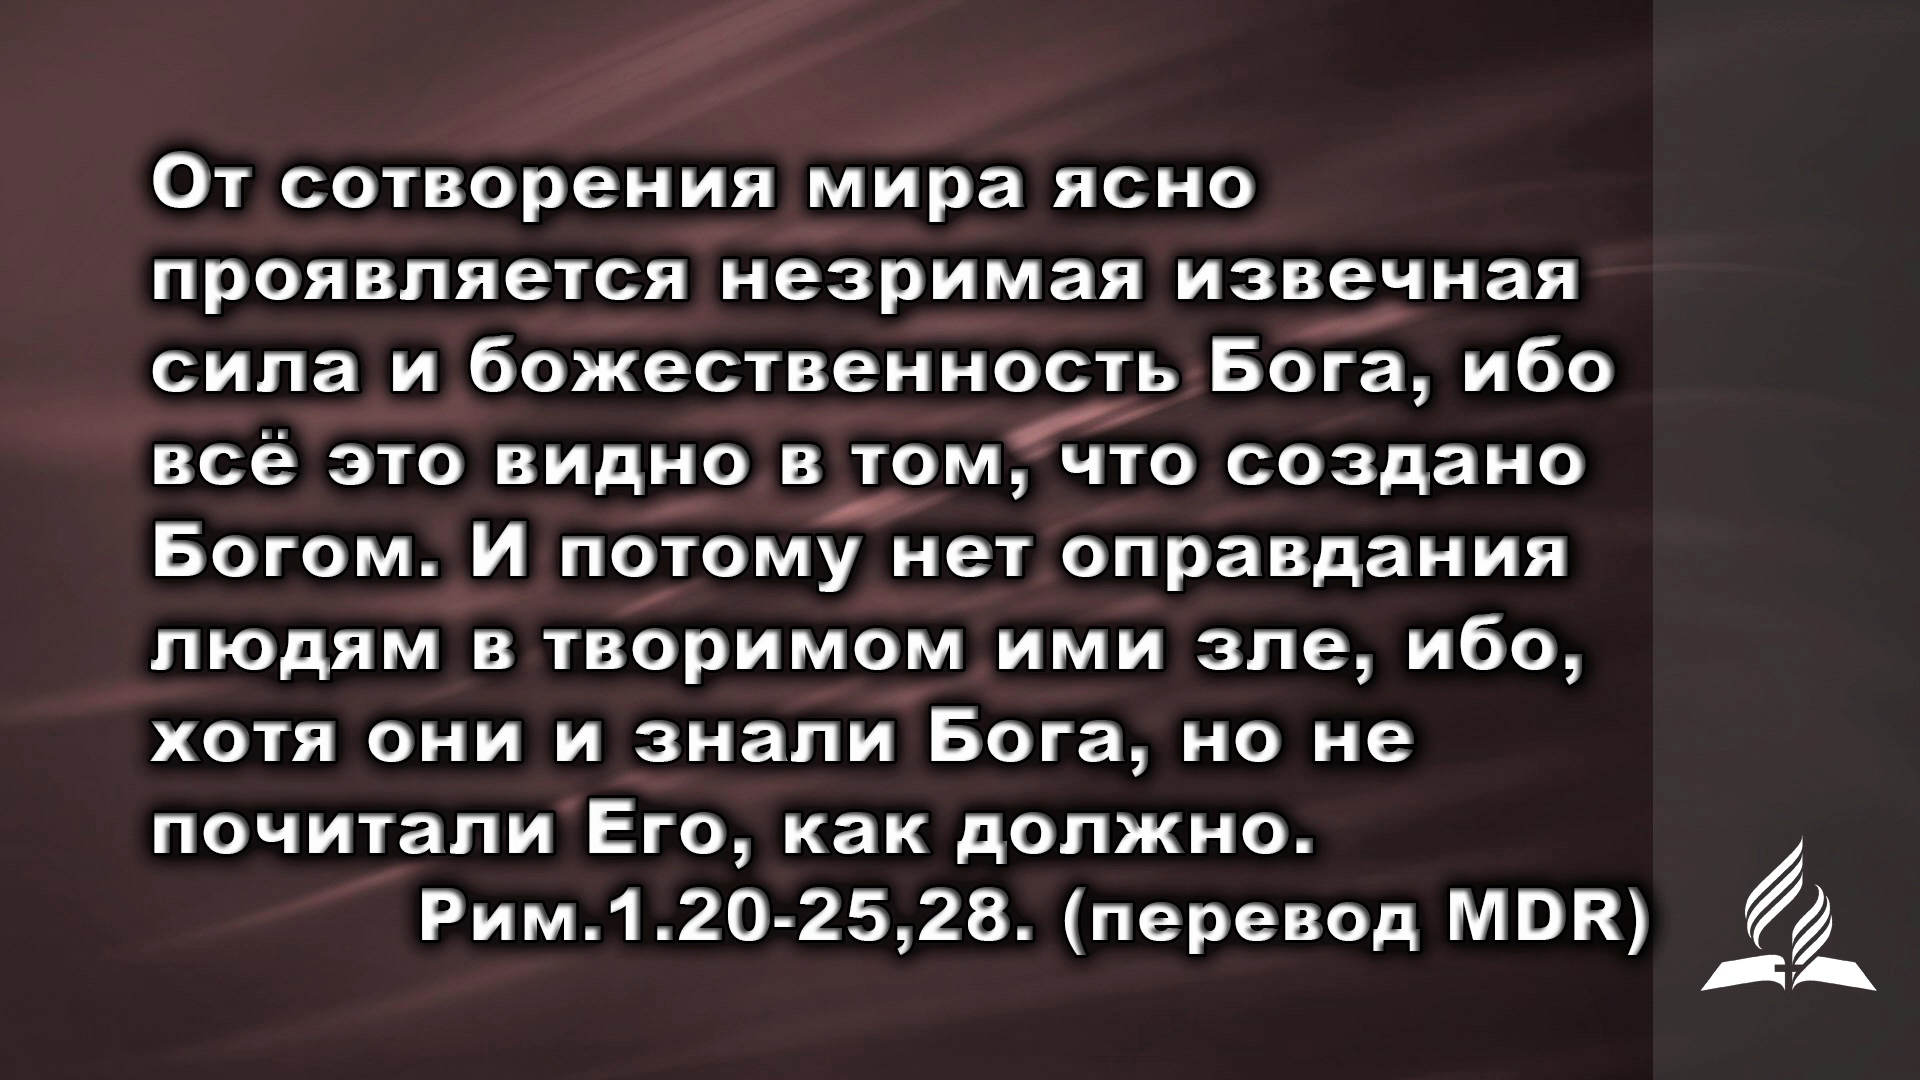 От сотворения мира ясно
проявляется незримая извечная
сила и божественность Бога, ибо
всё это видно в том, что создано
Богом. И потому нет оправдания
людям в творимом ими зле, ибо,
хотя они и знали Бога, но не
почитали Его, как должно.
Рим.1.20-25,28. (перевод MDR)